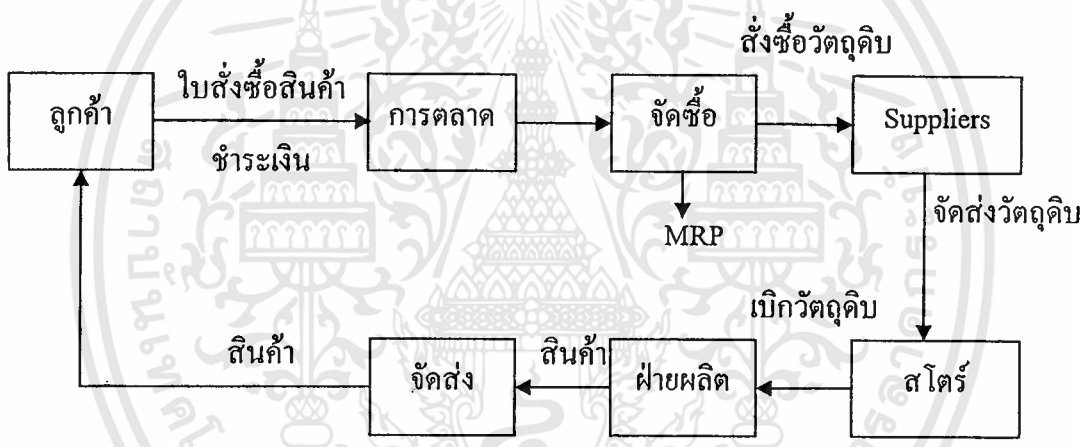 สั่งซื้อวัตถุดิบ
ลูกค้า
ใบสั่งซื้อสินค้า
ชำระเงิน
การตลาด
จัดซื้อ
Suppliers
MRP
จัดส่งวัตถุดิบ
เบิกวัตถุดิบ
สินค้า
จัดส่ง
สินค้า
ฝ่ายผลิต
สโตร์